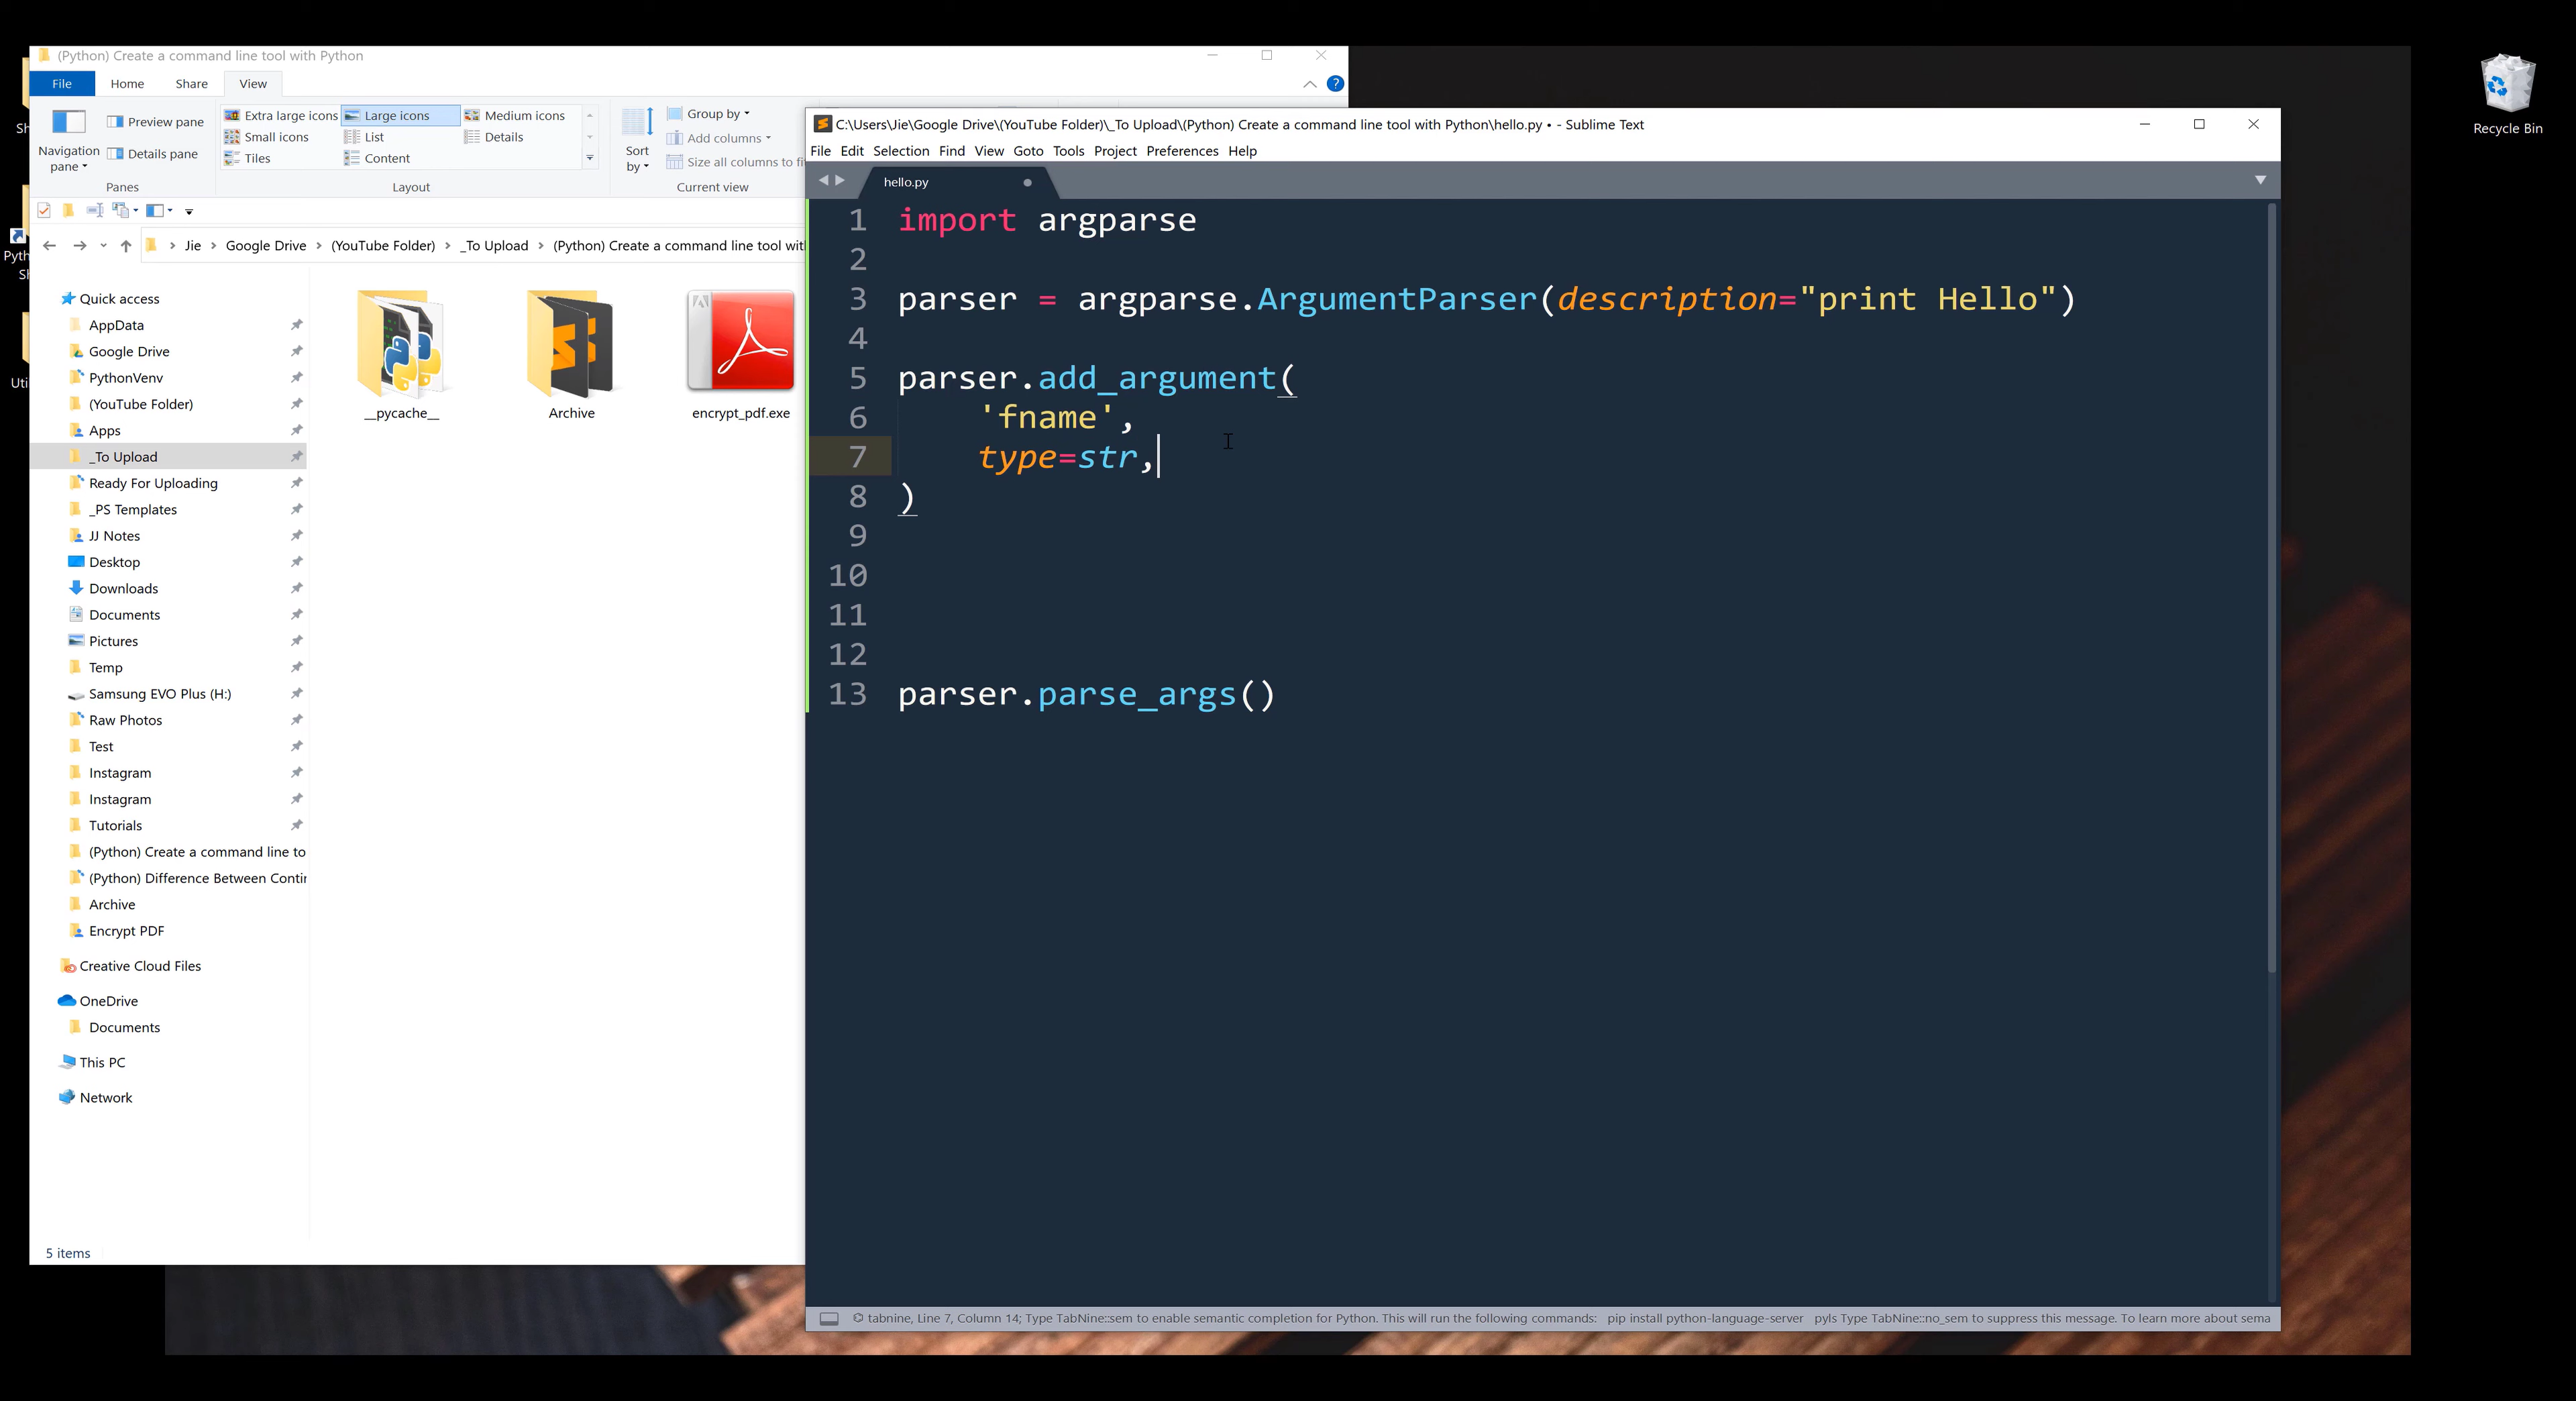 (Python) Create a command line tool with Python
File Home Share View
Navigation pane
Preview pane
Details pane
Panes
Extra large icons Large icons Medium icons
Small icons List Details
Tiles Content
Layout
Sort by
Group by
Add columns
Size all columns to
Current view
Jie Google Drive (YouTube Folder) _To Upload (Python) Create a command line tool
Quick access
AppData
Google Drive
PythonVenv
(YouTube Folder)
Apps
_To Upload
Ready For Uploading
_PS Templates
JJ Notes
Desktop
Downloads
Documents
Pictures
Temp
Samsung EVO Plus (H:)
Raw Photos
Test
Instagram
Instagram
Tutorials
(Python) Create a command line to
(Python) Difference Between
Archive
Encrypt PDF
Creative Cloud Files
OneDrive
Documents
This PC
Network
__pycache__
Archive
encrypt_pdf.exe
5 items
C:\Users\Jie\Google Drive\(YouTube Folder)\_To Upload\(Python) Create a command line tool with Python\hello.py • - Sublime Text
File Edit Selection Find View Goto Tools Project Preferences Help
hello.py
1 import argparse
2
3 parser = argparse.ArgumentParser(description="print Hello")
4
5 parser.add_argument(
6 'fname',
7 type=str,
8 )
9
10
11
12
13 parser.parse_args()
tabnine, Line 7, Column 14; Type TabNine::sem to enable semantic completion for Python. This will run the following commands: pip install python-language-server pyls Type TabNine::no_sem to suppress this message. To learn more about sema
Recycle Bin